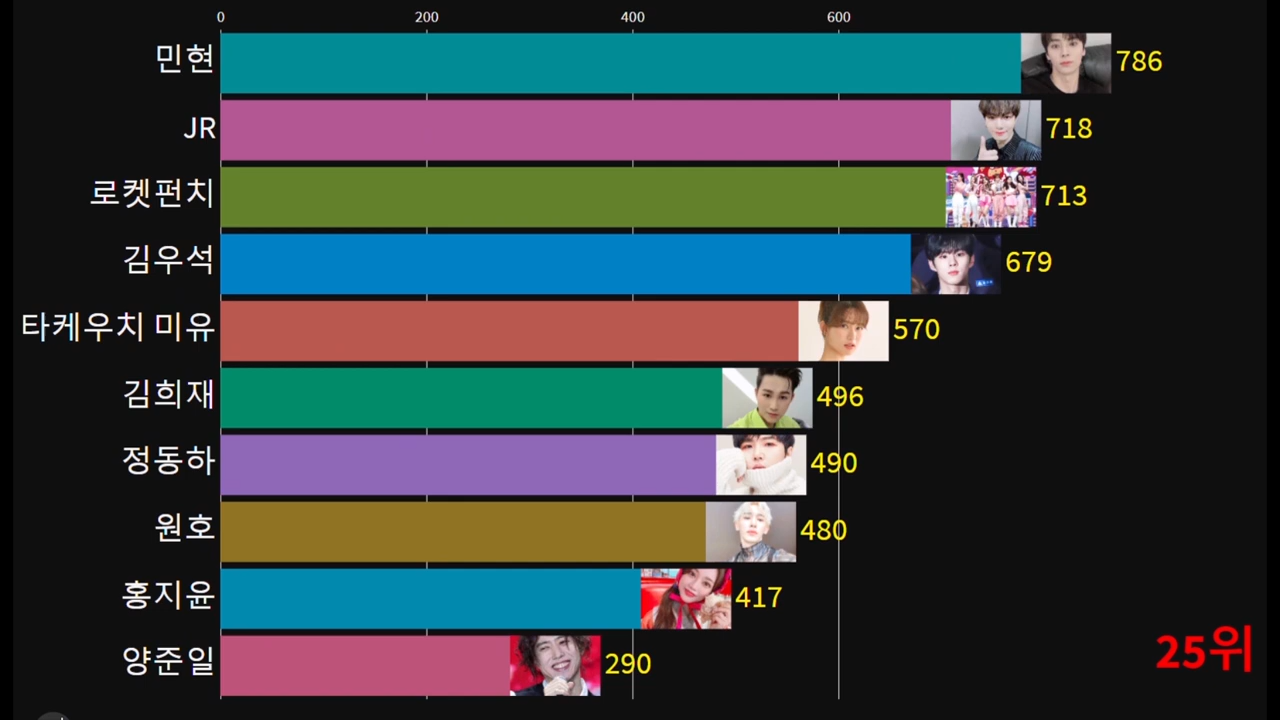 0 200 400 600
민현 786
JR 718
로켓펀치 713
김우석 679
타케우치 미유 570
김희재 496
정동하 490
원호 480
홍지윤 417
양준일 290
25위